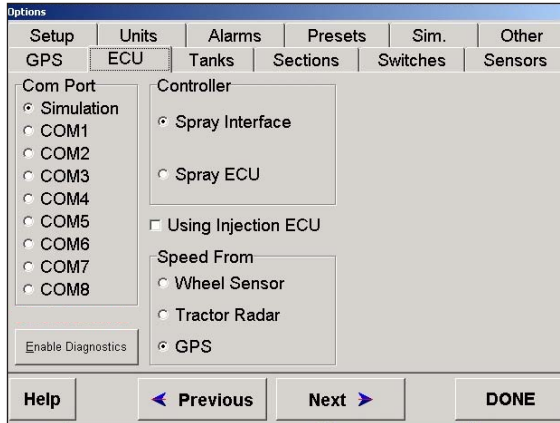 Options
Setup Units Alarms Presets Sim. Other
GPS ECU Tanks Sections Switches Sensors
Com Port
Simulation
COM1
COM2
COM3
COM4
COM5
COM6
COM7
COM8
Enable Diagnostics
Controller
Spray Interface
Spray ECU
Using Injection ECU
Speed From
Wheel Sensor
Tractor Radar
GPS
Help Previous Next DONE